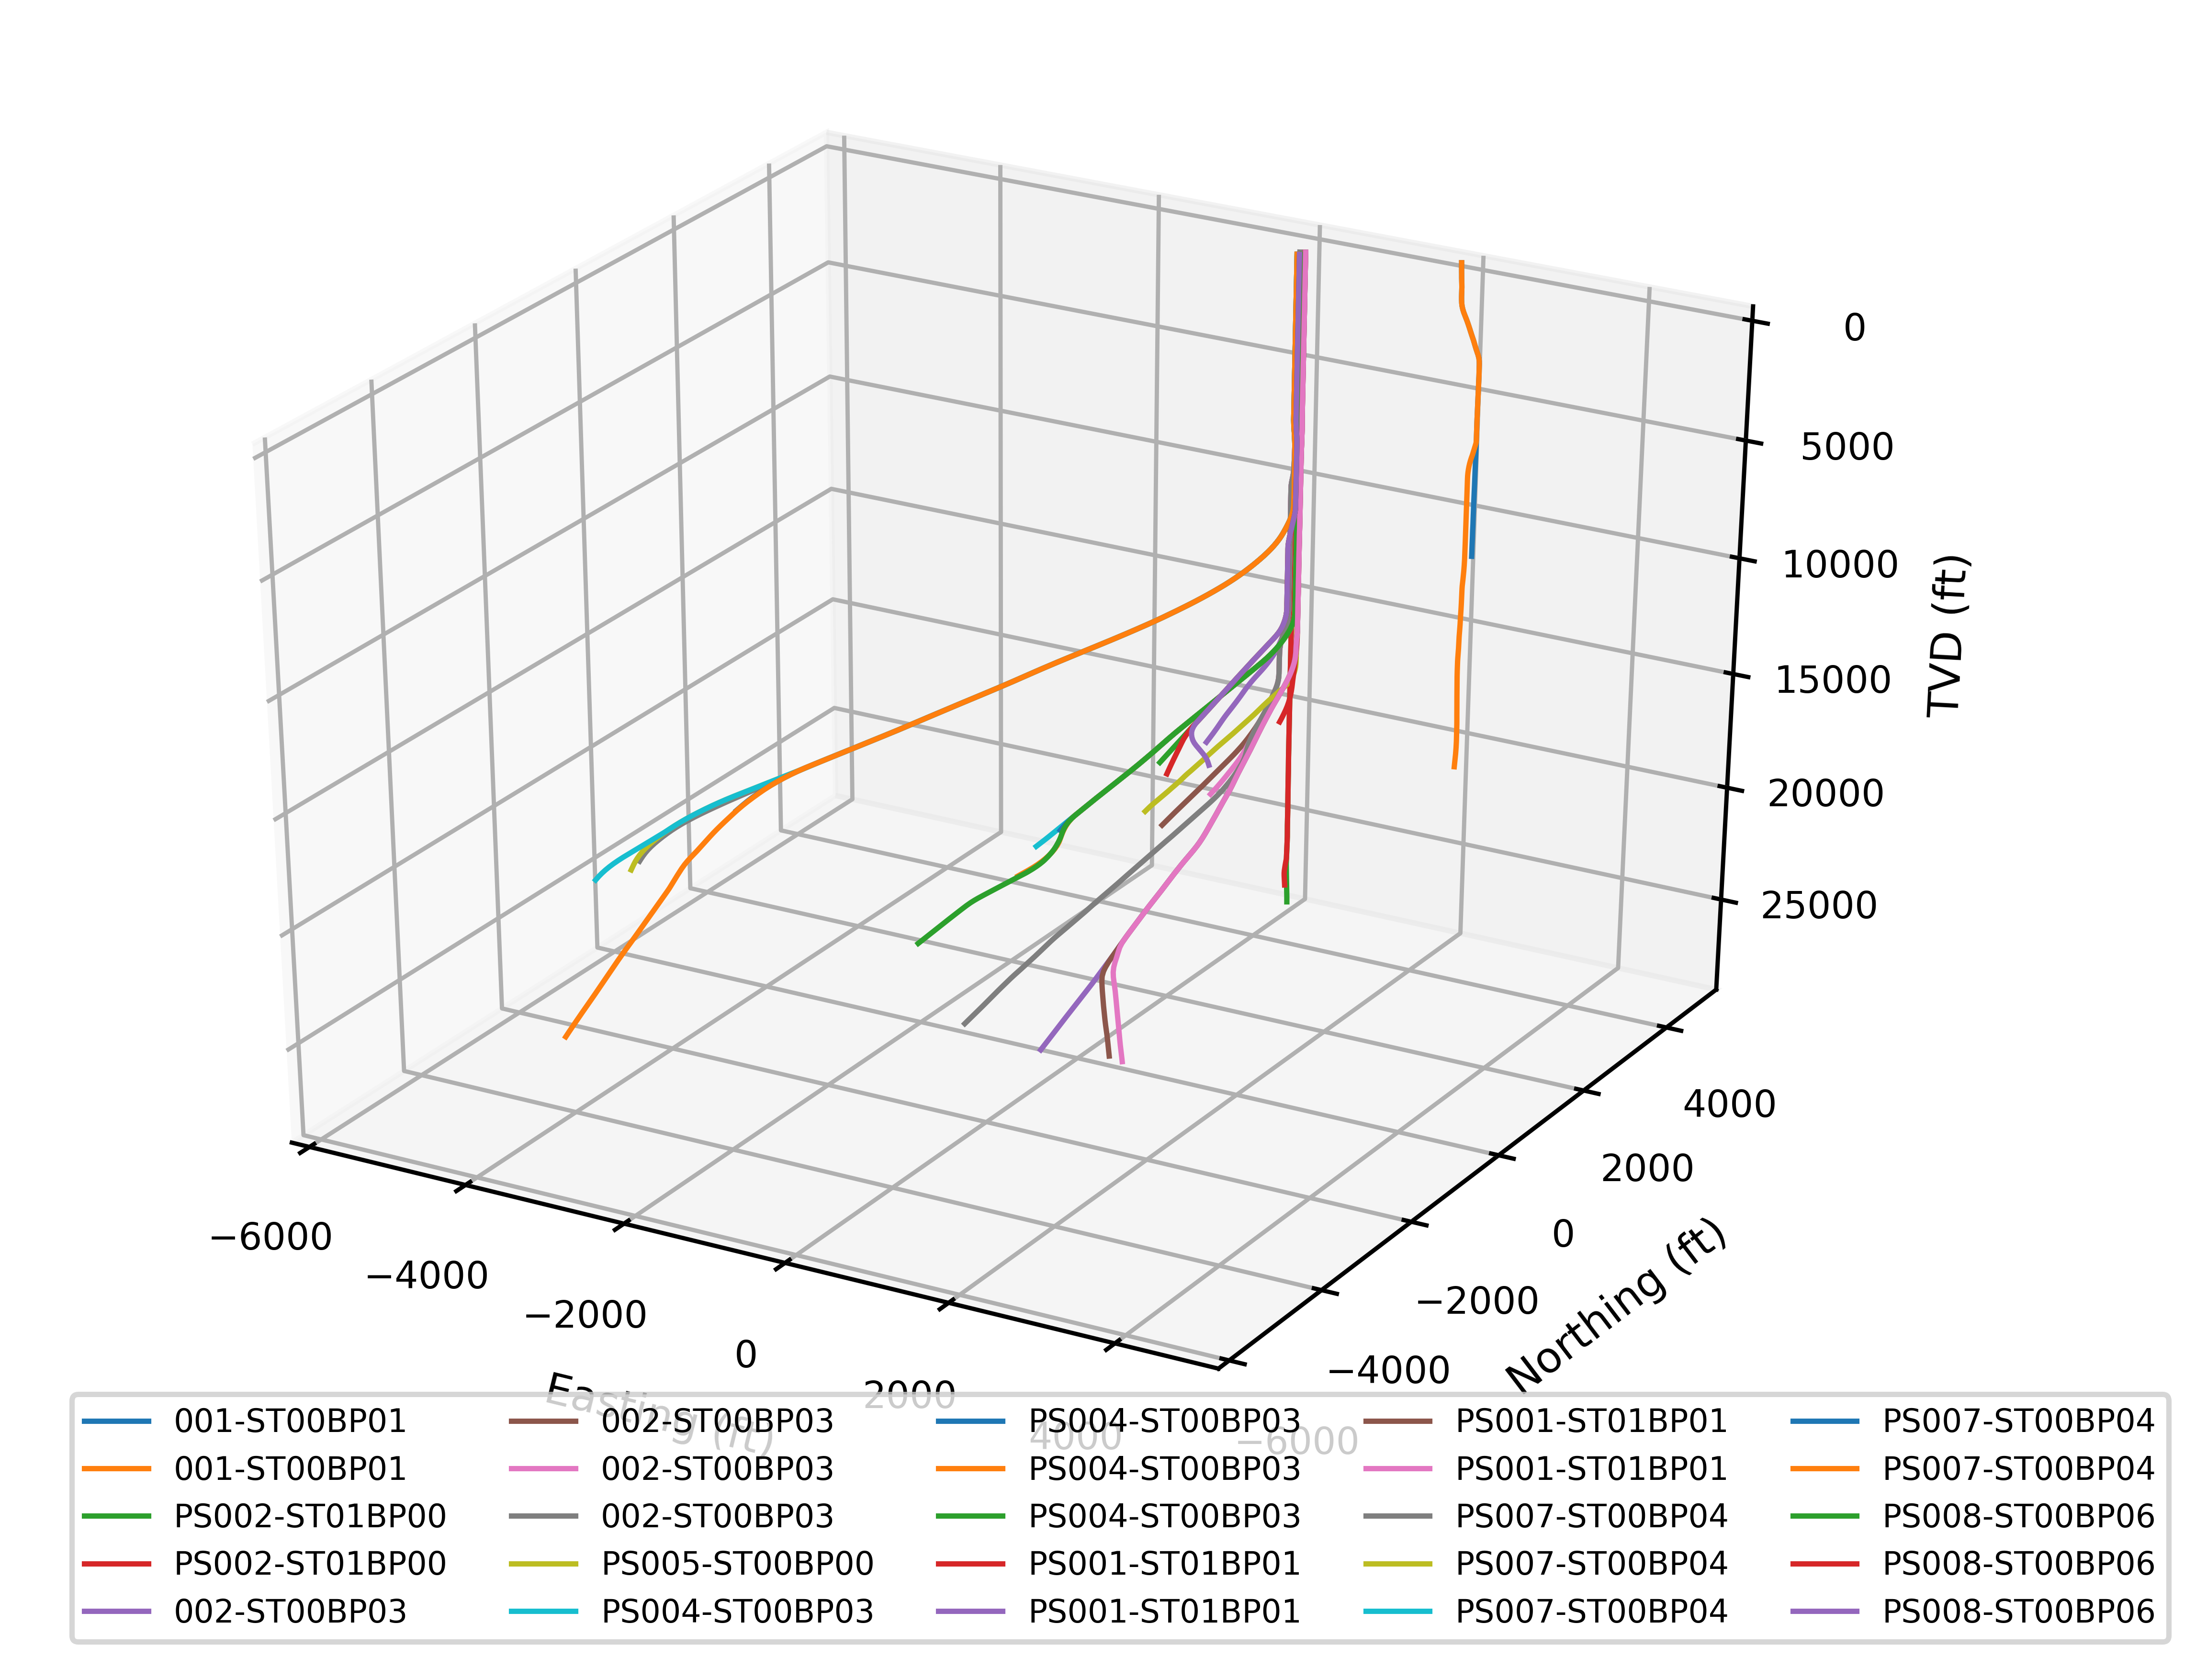 0
5000
10000
15000
20000
25000
TVD (ft)
4000
2000
0
−2000
−4000
−6000
Northing (ft)
−6000
−4000
−2000
0
2000
4000
Easting (ft)
001-ST00BP01
001-ST00BP01
PS002-ST01BP00
PS002-ST01BP00
002-ST00BP03
002-ST00BP03
002-ST00BP03
002-ST00BP03
PS005-ST00BP00
PS004-ST00BP03
PS004-ST00BP03
PS004-ST00BP03
PS004-ST00BP03
PS001-ST01BP01
PS001-ST01BP01
PS001-ST01BP01
PS001-ST01BP01
PS007-ST00BP04
PS007-ST00BP04
PS007-ST00BP04
PS007-ST00BP04
PS007-ST00BP04
PS008-ST00BP06
PS008-ST00BP06
PS008-ST00BP06